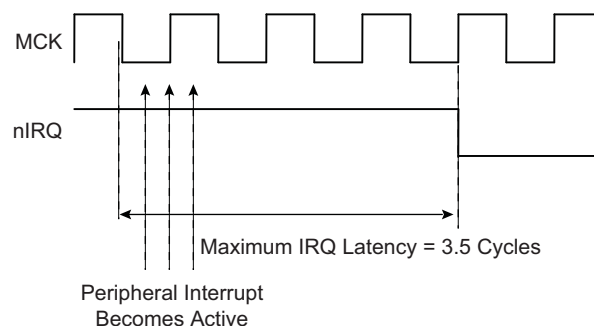 MCK
nIRQ
Maximum IRQ Latency = 3.5 Cycles
Peripheral Interrupt
Becomes Active